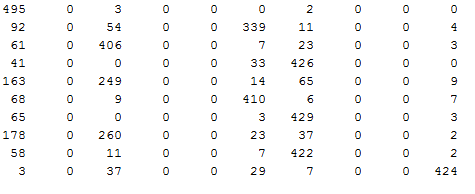 495 0 3 0 0 0 2 0 0 0
92 0 54 0 0 339 11 0 0 4
61 0 406 0 0 7 23 0 0 3
41 0 0 0 0 33 426 0 0 0
163 0 249 0 0 14 65 0 0 9
68 0 9 0 0 410 6 0 0 7
65 0 0 0 0 3 429 0 0 3
178 0 260 0 0 23 37 0 0 2
58 0 11 0 0 7 422 0 0 2
3 0 37 0 0 29 7 0 0 424